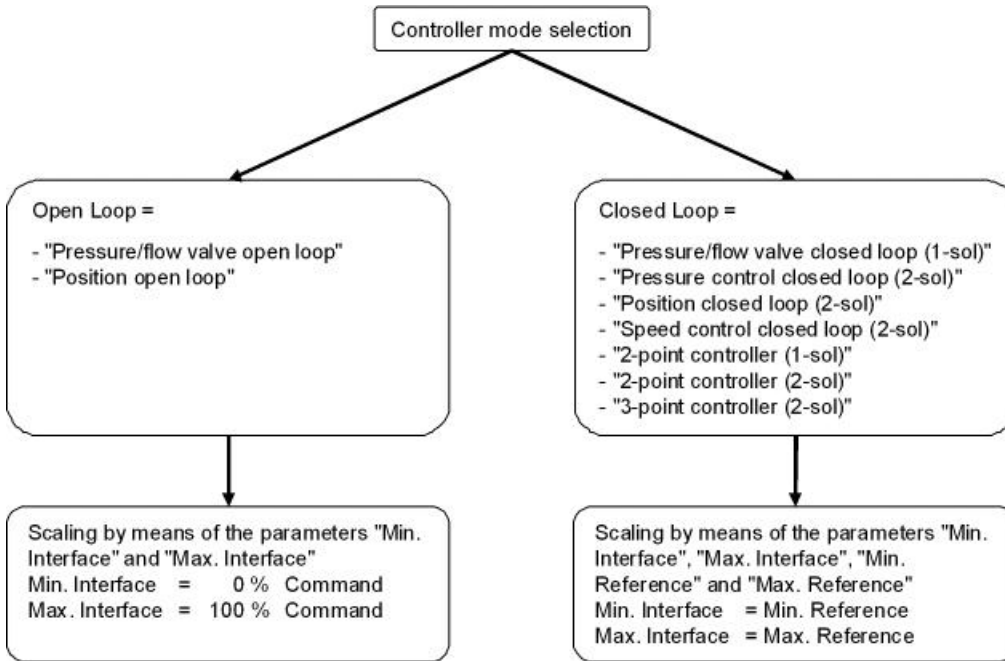 Controller mode selection
Open Loop =
- "Pressure/flow valve open loop"
- "Position open loop"
Closed Loop =
- "Pressure/flow valve closed loop (1-sol)"
- "Pressure control closed loop (2-sol)"
- "Position closed loop (2-sol)"
- "Speed control closed loop (2-sol)"
- "2-point controller (1-sol)"
- "2-point controller (2-sol)"
- "3-point controller (2-sol)"
Scaling by means of the parameters "Min.
Interface" and "Max. Interface"
Min. Interface = 0 % Command
Max. Interface = 100 % Command
Scaling by means of the parameters "Min.
Interface", "Max. Interface", "Min.
Reference" and "Max. Reference"
Min. Interface = Min. Reference
Max. Interface = Max. Reference